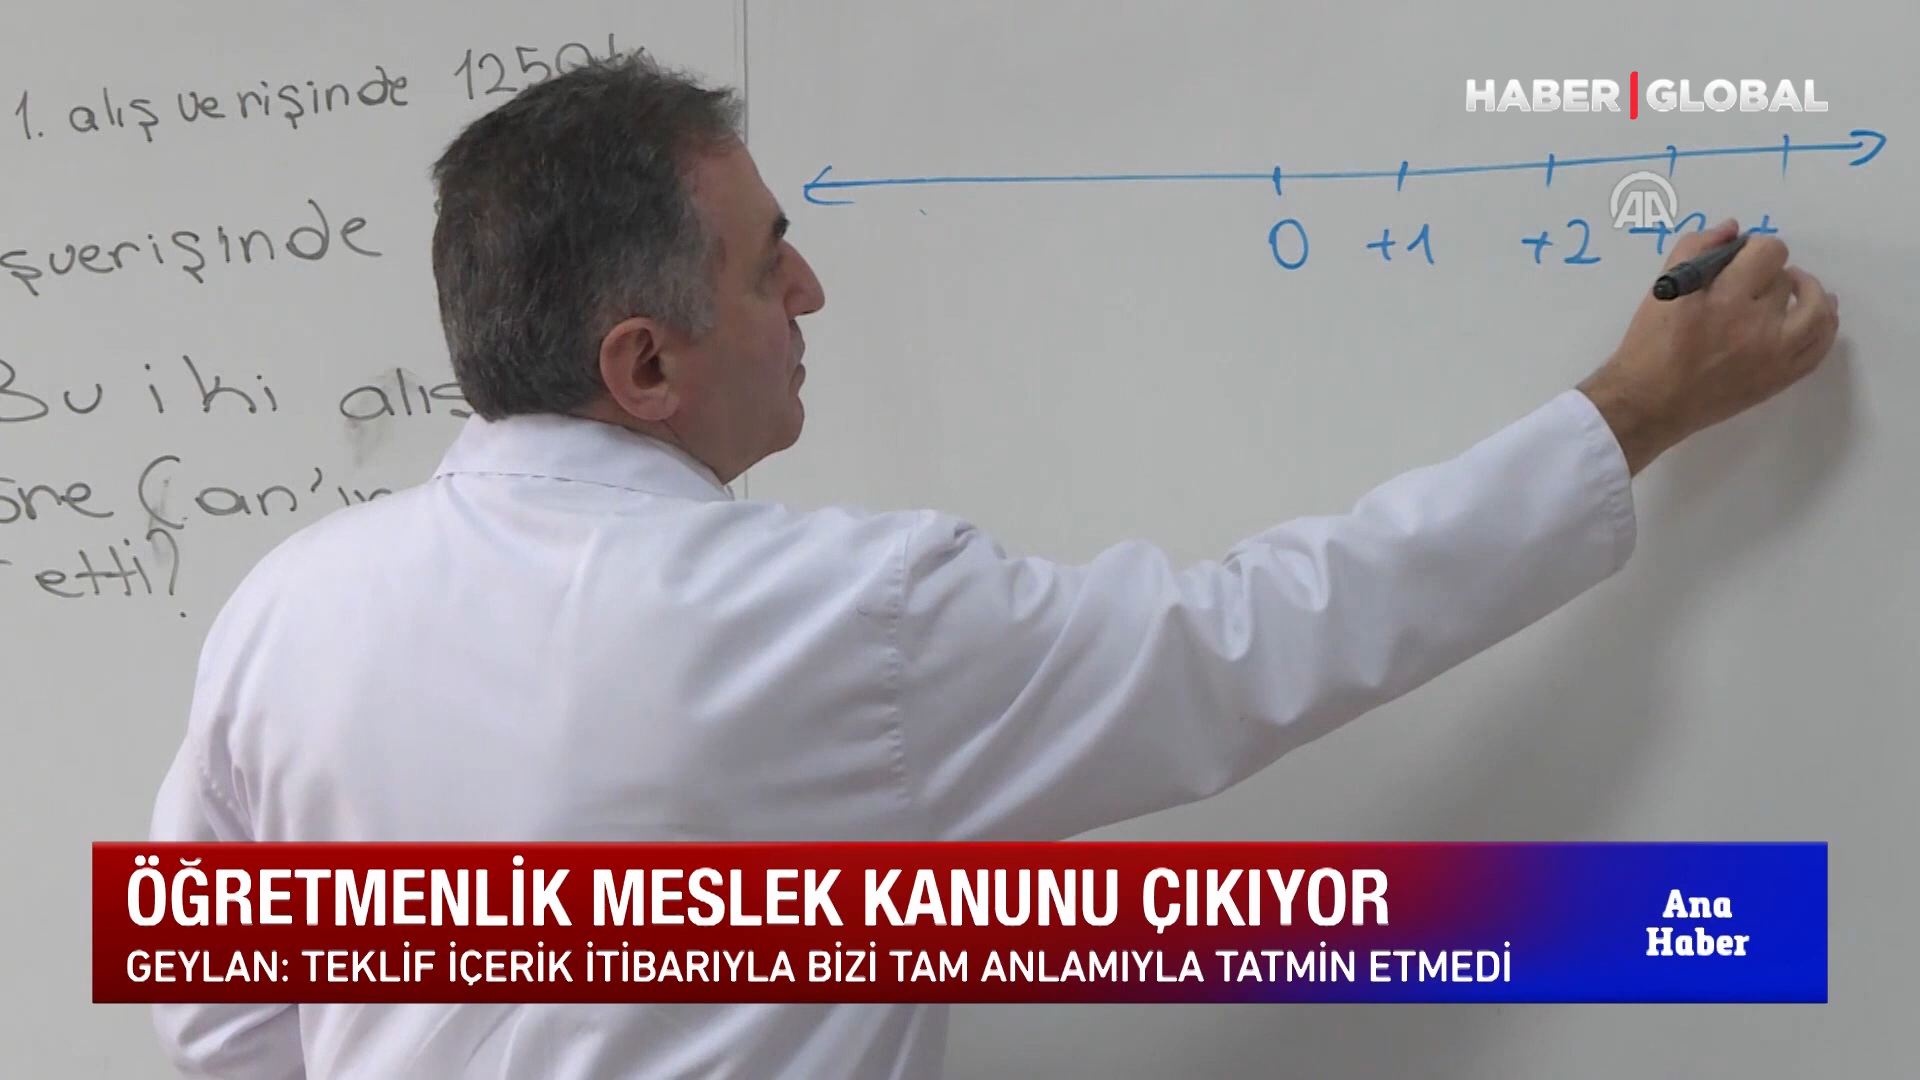 1. alış verişinde
HABER GLOBAL
şverişinde
AA
0 +1 +2
Bu iki
Can'ın
etti?
ÖĞRETMENLİK MESLEK KANUNU ÇIKIYOR
GEYLAN: TEKLİF İÇERİK İTİBARIYLA BİZİ TAM ANLAMIYLA TATMİN ETMEDİ
Ana
Haber